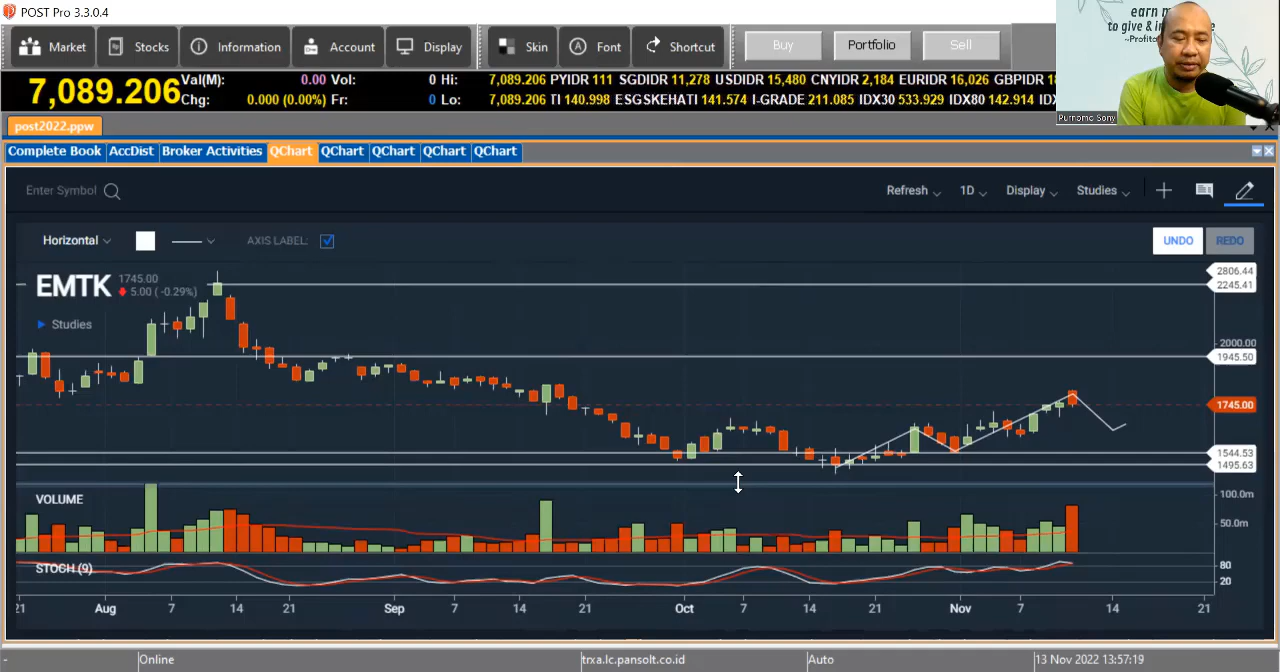 POST Pro 3.3.0.4
Market Stocks Information Account Display Skin Font Shortcut Buy Portfolio Sell
earn m
to give & in
~Profito
Purnomo Sony
7,089.206 Val(M): 0.00 Vol: 0 Hi: 7,089.206 PYIDR 111 SGDIDR 11,278 USDIDR 15,480 CNYIDR 2,184 EURIDR 16,026 GBPIDR
Chg: 0.000 (0.00%) Fr: 0 Lo: 7,089.206 TI 140.998 ESGSKEHATI 141.574 I-GRADE 211.085 IDX30 533.929 IDX80 142.914
post2022.ppw
Complete Book AccDist Broker Activities QChart QChart QChart QChart QChart
Enter Symbol Refresh 1D Display Studies
Horizontal AXIS LABEL: UNDO REDO
EMTK 1745.00
5.00 ( -0.29%)
Studies
2806.44
2245.41
2000.00
1945.50
1745.00
1544.53
1495.63
VOLUME
100.0m
50.0m
STOCH (9)
80
20
21 Aug 7 14 21 Sep 7 14 21 Oct 7 14 21 Nov 7 14 21
- Online trxa.lc.pansolt.co.id Auto 13 Nov 2022 13:57:19